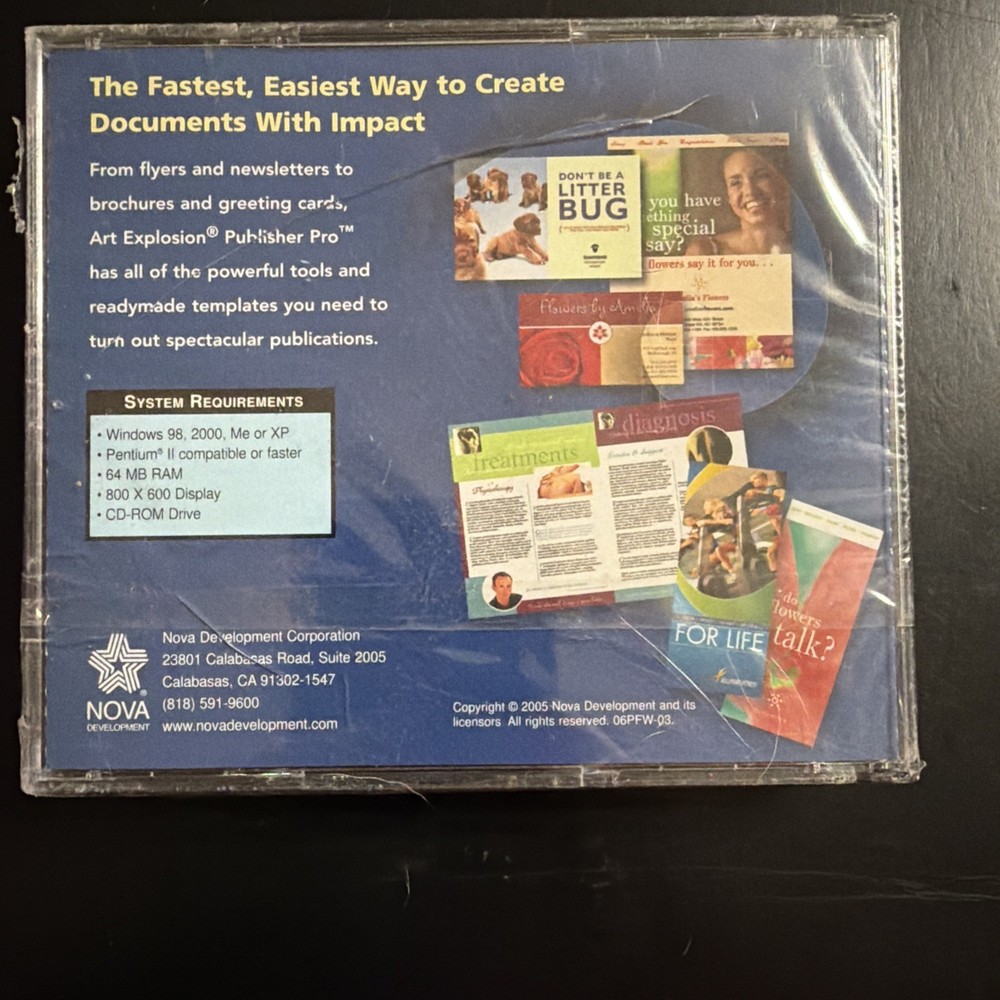 The Fastest, Easiest Way to Create
Documents With Impact
From flyers and newsletters to
brochures and greeting cards,
Art Explosion® Publisher Pro™
has all of the powerful tools and
readymade templates you need to
turn out spectacular publications.
SYSTEM REQUIREMENTS
• Windows 98, 2000, Me or XP
• Pentium® II compatible or faster
• 64 MB RAM
• 800 X 600 Display
• CD-ROM Drive
NOVA
DEVELOPMENT
Nova Development Corporation
23801 Calabasas Road, Suite 2005
Calabasas, CA 91302-1547
(818) 591-9600
www.novadevelopment.com
DON'T BE A
LITTER
BUG
you have
ething
special
say?
flowers say it for you. . .
Flowers by
treatments
Physiotherapy
diagnosis
FOR LIFE
do
lowers
talk?
Copyright © 2005 Nova Development and its
licensors All rights reserved. 06PFW-03.